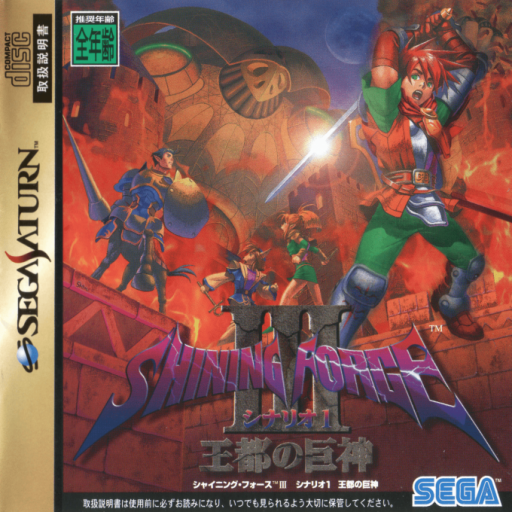 COMPACT
disc
取扱説明書
SEGA SATURN™
推奨年齢
全年齢
III
SHINING FORCE™
シナリオ1
王都の巨神
シャイニング・フォース™III シナリオ1 王都の巨神
SEGA™
取扱説明書は使用前に必ずお読みになり、いつでも見られるよう大切に保管してください。